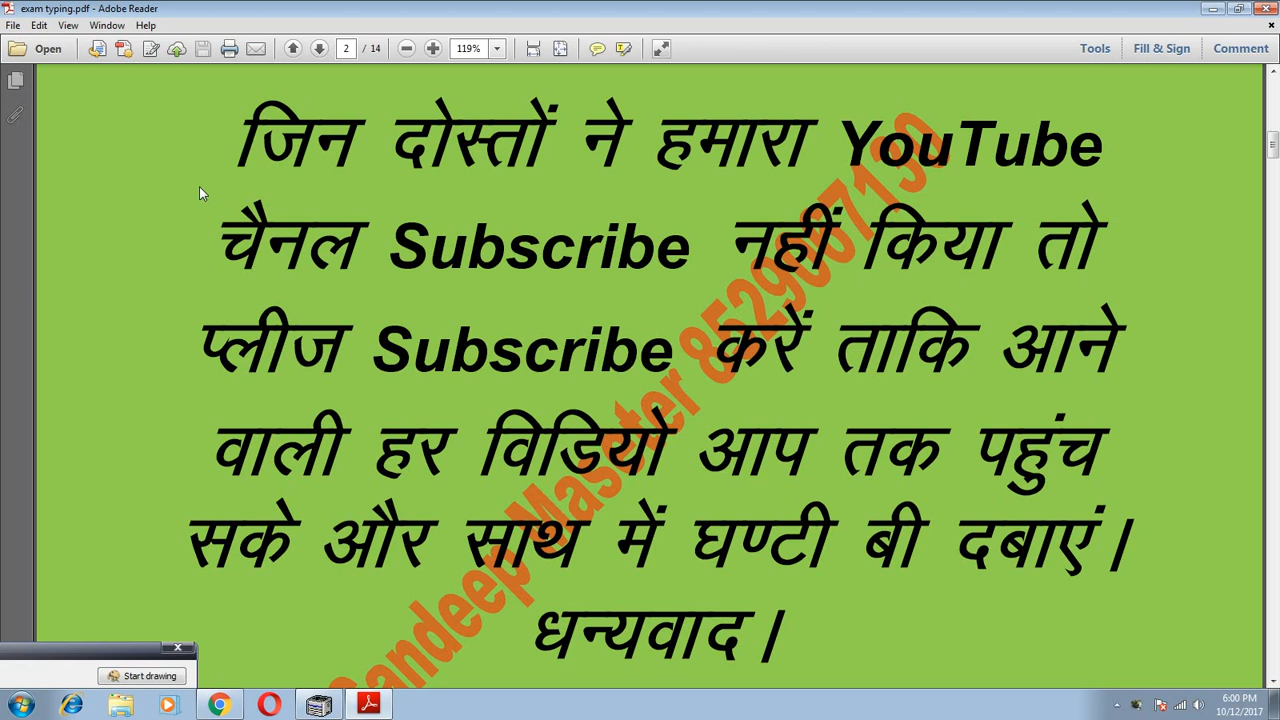 exam typing.pdf - Adobe Reader
File Edit View Window Help
Open 2 / 14 119% Tools Fill & Sign Comment
जिन दोस्तों ने हमारा YouTube
चैनल Subscribe नहीं किया तो
प्लीज Subscribe करें ताकि आने
वाली हर विडियो आप तक पहुंच
सके और साथ में घण्टी बी दबाएं।
धन्यवाद।
Sandeep Master
Start drawing
6:00 PM
10/12/2017